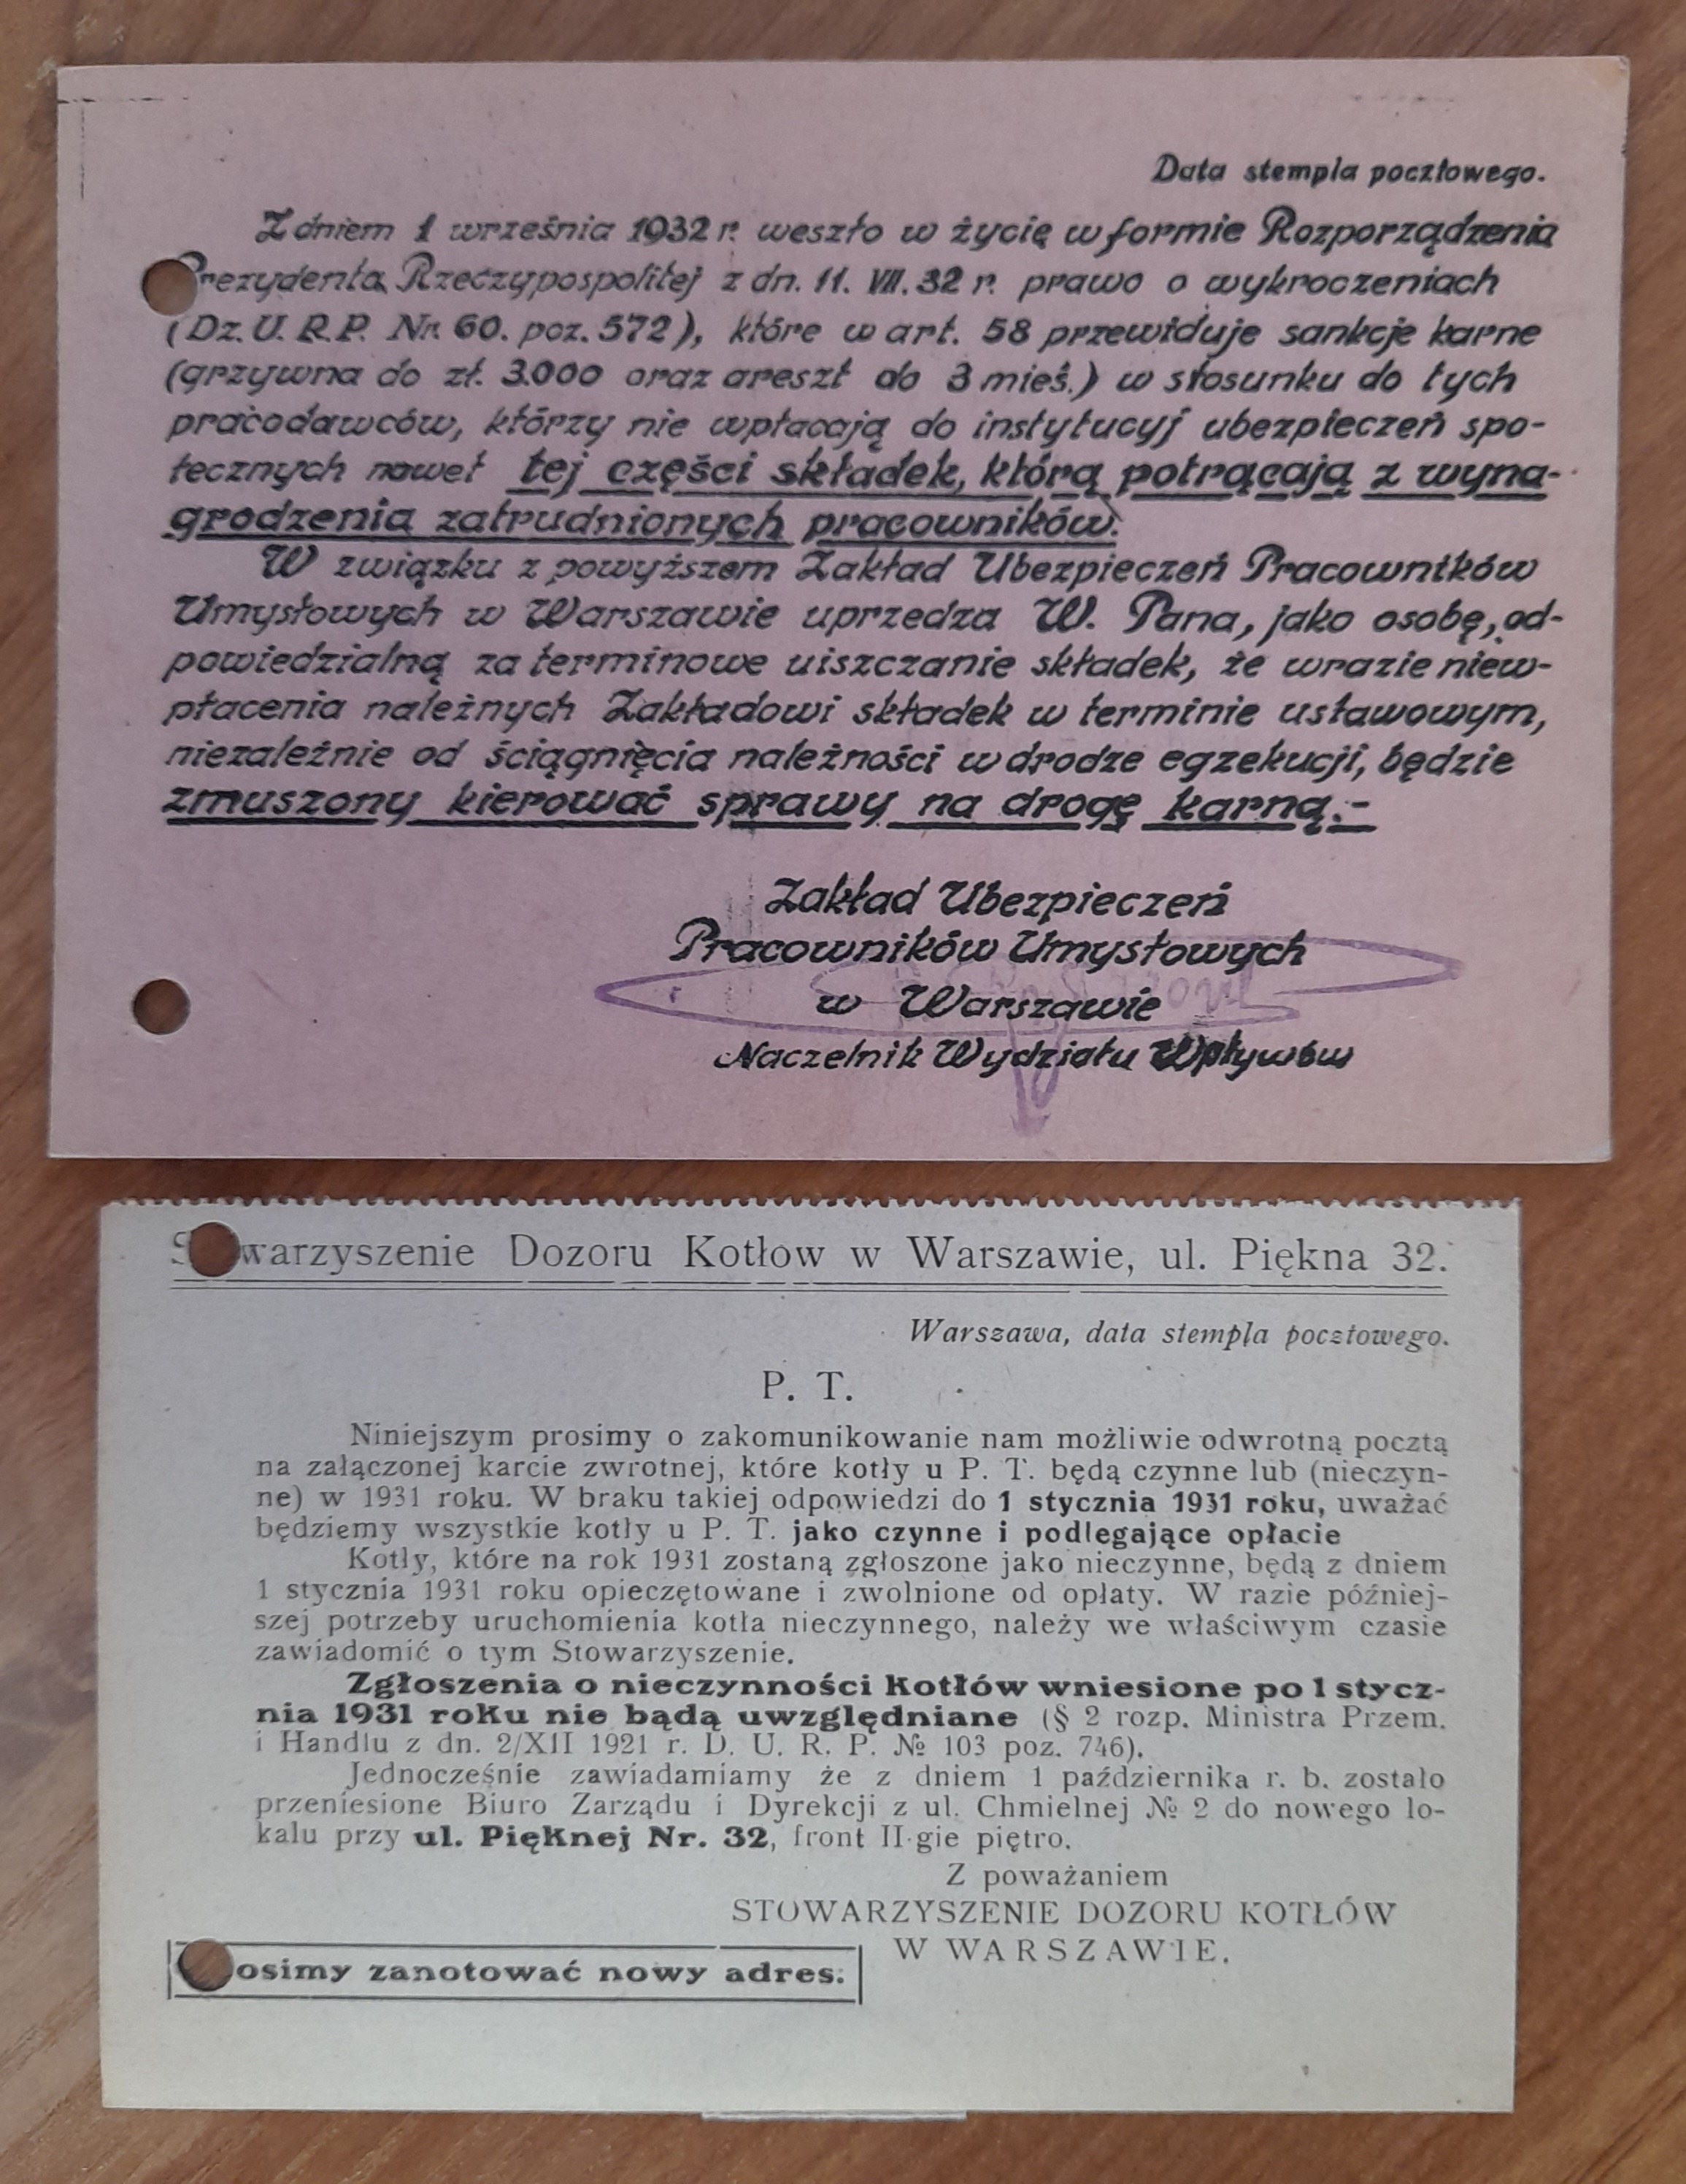 Data stempla pocztowego.
Z dniem 1 września 1932 r. weszło w życię w formie Rozporządzenia
Prezydenta Rzeczypospolitej z dn. 11. VII. 32 r. prawo o wykroczeniach
(Dz. U. R. P. Nr. 60. poz. 572), które w art. 58 przewiduje sankcje karne
(grzywna do zł. 3.000 oraz areszt do 3 mieś.) w stosunku do tych
pracodawców, którzy nie wpłacają do instytucyj ubezpieczeń spo-
łecznych nawet tej części składek, którą potrącają z wyna-
grodzenia zatrudnionych pracowników.
W związku z powyższem Zakład Ubezpieczeń Pracowników
Umysłowych w Warszawie uprzedza W. Pana, jako osobę, od-
powiedzialną za terminowe uiszczanie składek, że wrazie niew-
płacenia należnych Zakładowi składek w terminie ustawowym,
niezależnie od ściągnięcia należności w drodze egzekucji, będzie
zmuszony kierować sprawy na drogę karną.-
Zakład Ubezpieczeń
Pracowników Umysłowych
w Warszawie
Naczelnik Wydziału Wpływów
Stowarzyszenie Dozoru Kotłow w Warszawie, ul. Piękna 32.
Warszawa, data stempla pocztowego.
P. T.
Niniejszym prosimy o zakomunikowanie nam możliwie odwrotną pocztą
na załączonej karcie zwrotnej, które kotły u P. T. będą czynne lub (nieczyn-
ne) w 1931 roku. W braku takiej odpowiedzi do 1 stycznia 1931 roku, uważać
będziemy wszystkie kotły u P. T. jako czynne i podlegające opłacie
Kotły, które na rok 1931 zostaną zgłoszone jako nieczynne, będą z dniem
1 stycznia 1931 roku opieczętowane i zwolnione od opłaty. W razie później-
szej potrzeby uruchomienia kotła nieczynnego, należy we właściwym czasie
zawiadomić o tym Stowarzyszenie.
Zgłoszenia o nieczynności kotłów wniesione po 1 stycz-
nia 1931 roku nie bądą uwzględniane (§ 2 rozp. Ministra Przem.
i Handlu z dn. 2/XII 1921 r. D. U. R. P. № 103 poz. 746).
Jednocześnie zawiadamiamy że z dniem 1 października r. b. zostało
przeniesione Biuro Zarządu i Dyrekcji z ul. Chmielnej № 2 do nowego lo-
kalu przy ul. Pięknej Nr. 32, front II-gie piętro.
Z poważaniem
STOWARZYSZENIE DOZORU KOTŁÓW
W WARSZAWIE.
osimy zanotować nowy adres.